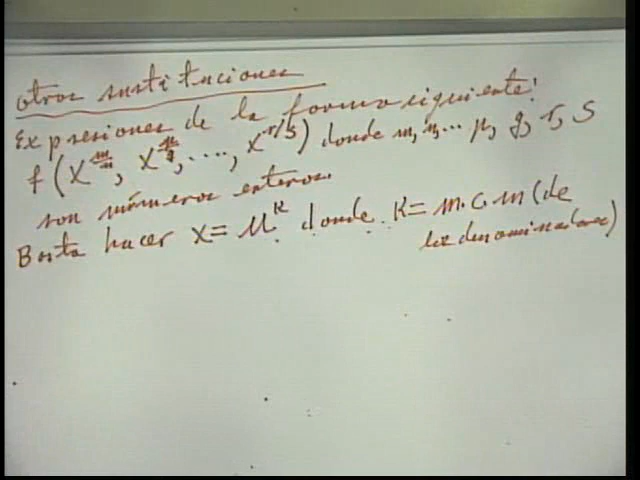 otras sustituciones
Expresiones de la forma siguiente:
f(x^{m/n}, x^{p/q}, ...., x^{r/s}) donde m, n, ... p, q, r, s
son números enteros.
Basta hacer x = u^k donde k = m.c.m (de
los denominadores)